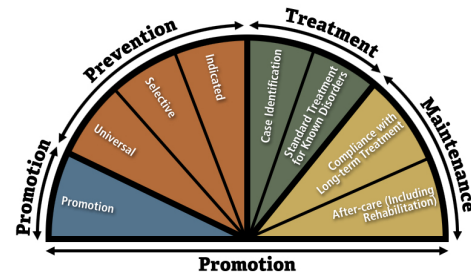 Promotion
Prevention
Treatment
Maintenance
Promotion
Universal
Selective
Indicated
Case Identification
Standard Treatment
for Known Disorders
Compliance with
Long-term Treatment
After-care (Including
Rehabilitation)
Promotion